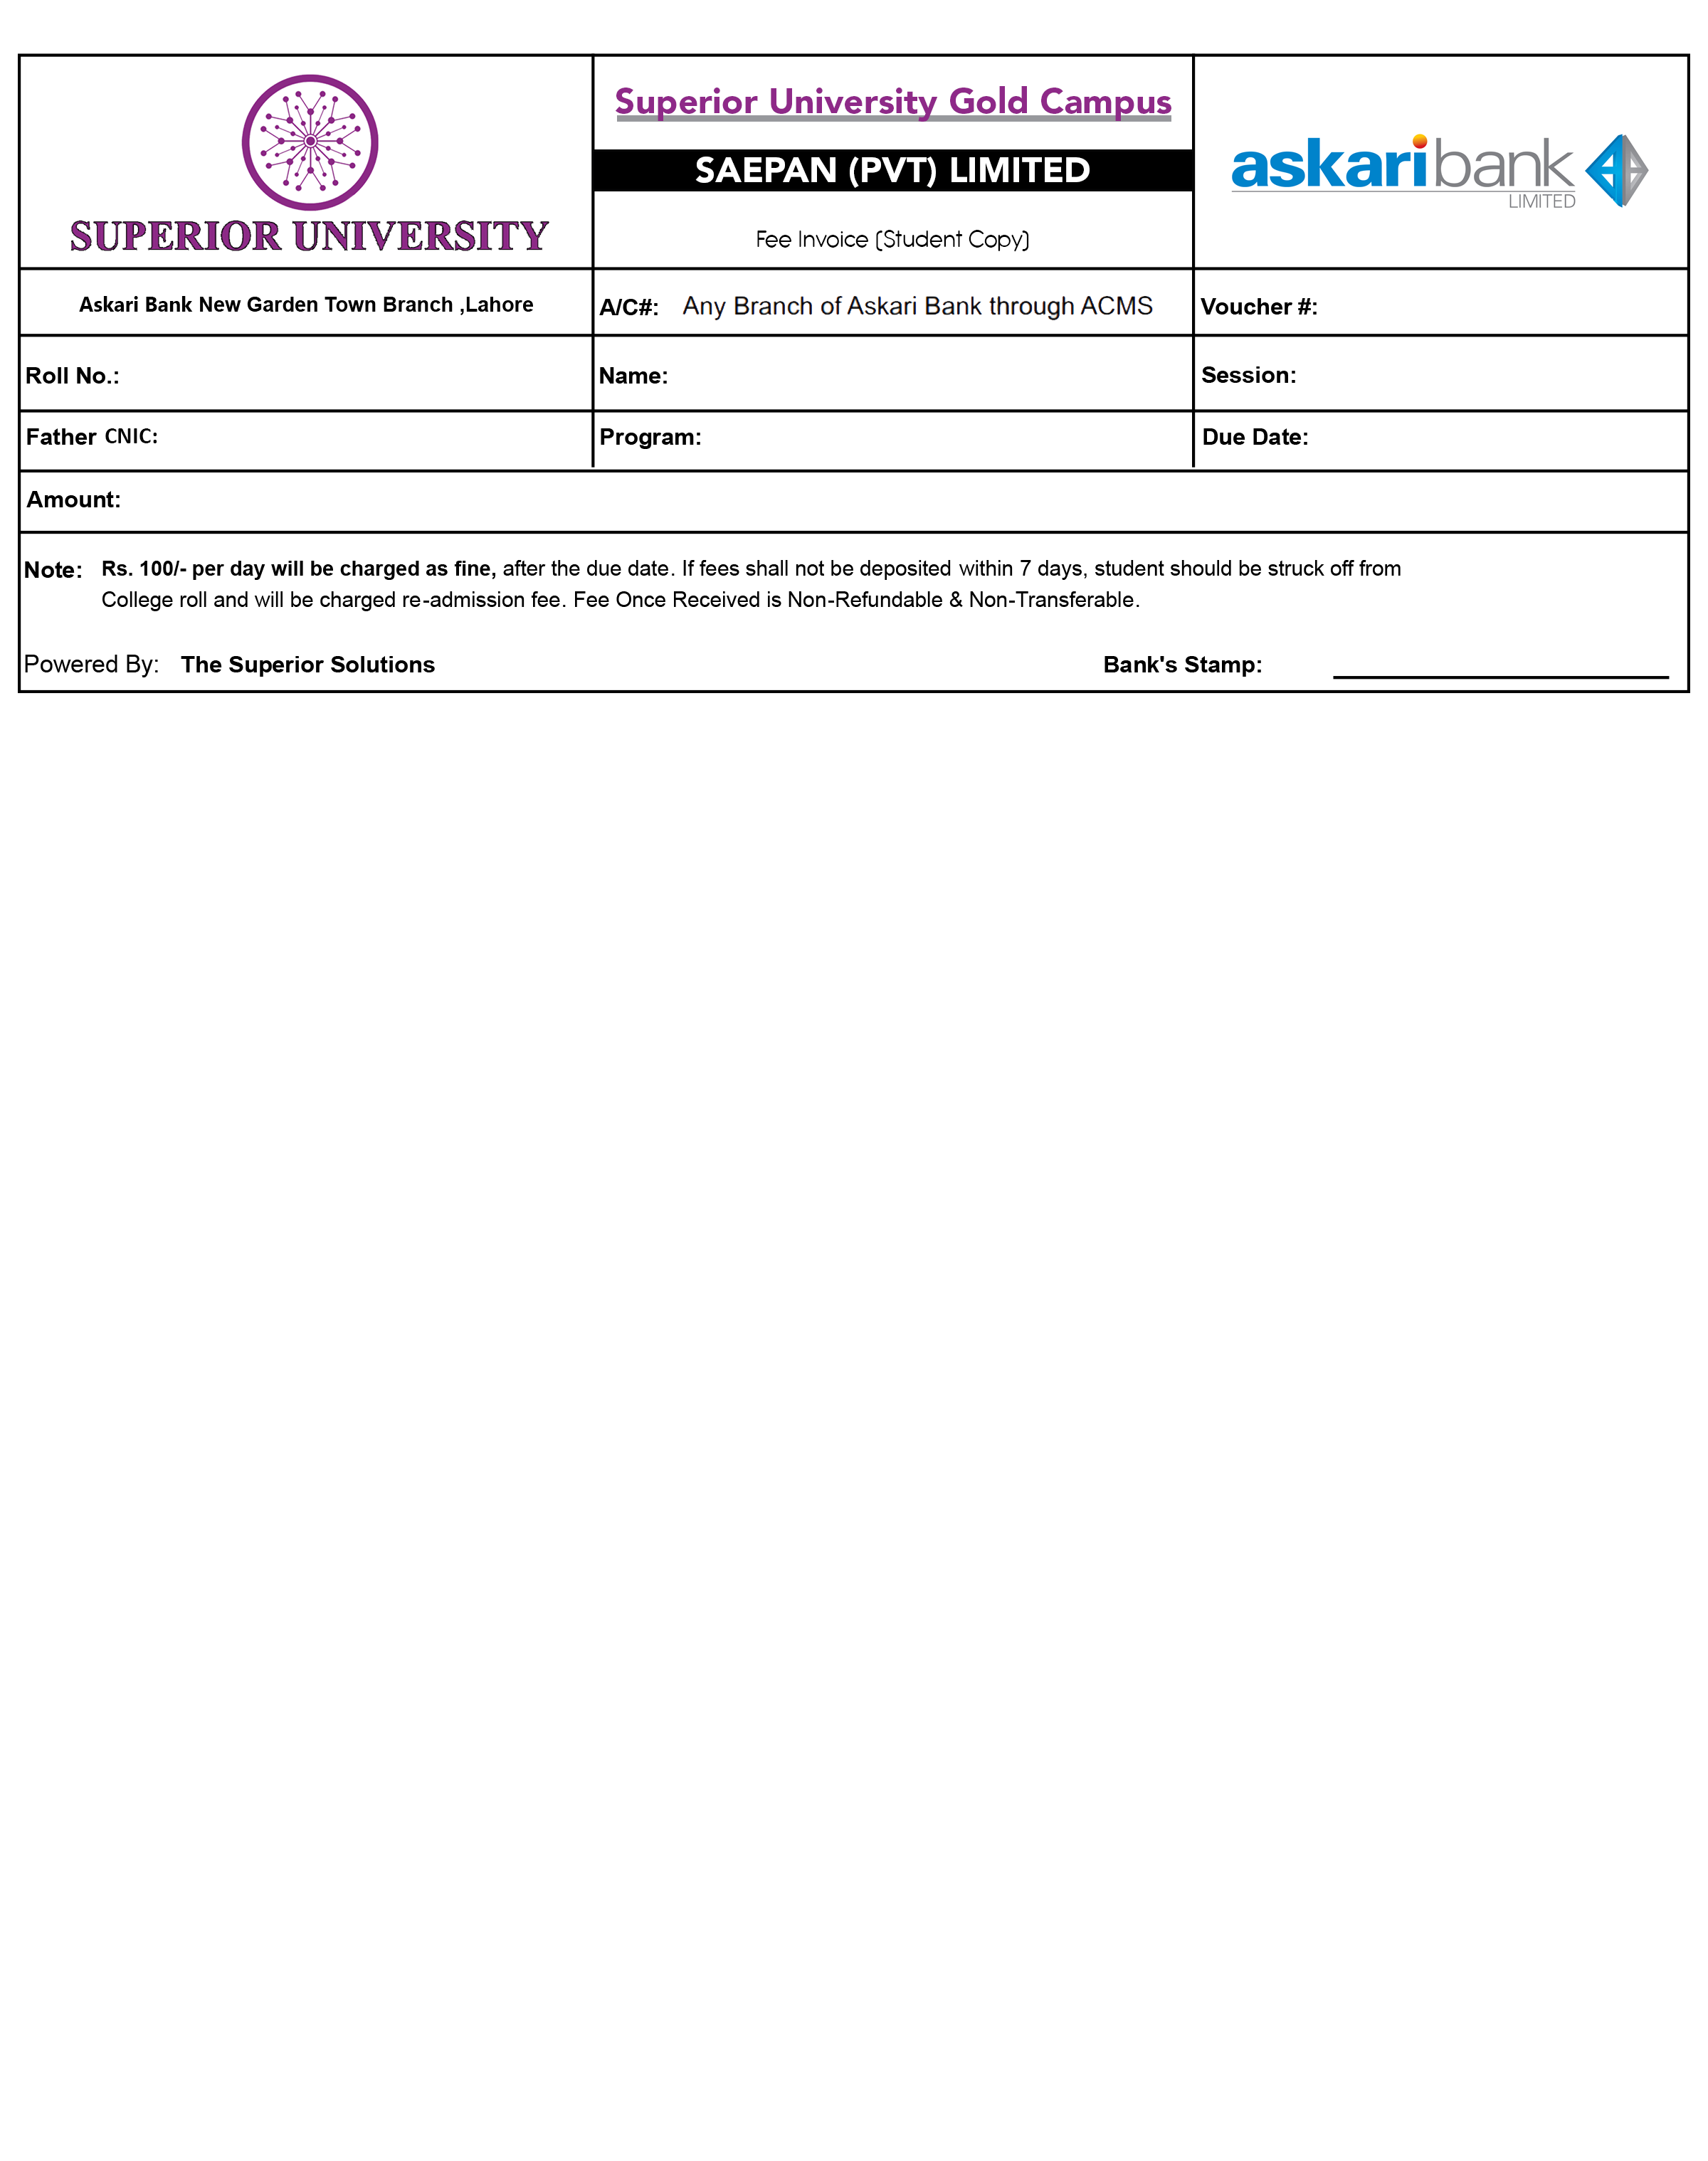 SUPERIOR UNIVERSITY
Superior University Gold Campus
SAEPAN (PVT) LIMITED
Fee Invoice (Student Copy)
askaribank
LIMITED
Askari Bank New Garden Town Branch ,Lahore
A/C#: Any Branch of Askari Bank through ACMS
Voucher #:
Roll No.:
Name:
Session:
Father CNIC:
Program:
Due Date:
Amount:
Note: Rs. 100/- per day will be charged as fine, after the due date. If fees shall not be deposited within 7 days, student should be struck off from
College roll and will be charged re-admission fee. Fee Once Received is Non-Refundable & Non-Transferable.
Powered By: The Superior Solutions
Bank's Stamp: